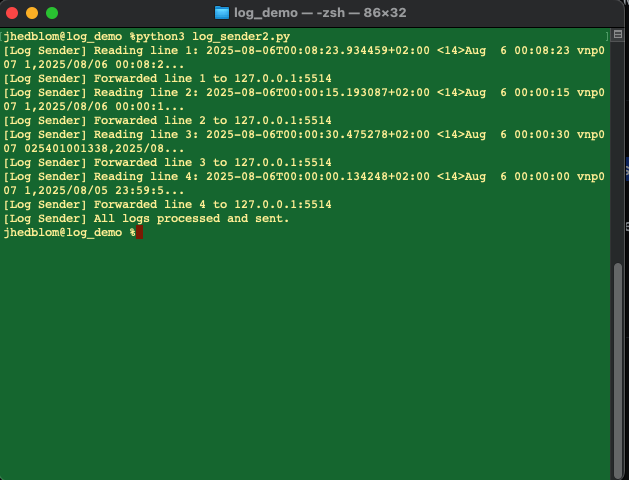 log_demo — -zsh — 86×32
jhedblom@log_demo %python3 log_sender2.py
[Log Sender] Reading line 1: 2025-08-06T00:08:23.934459+02:00 <14>Aug  6 00:08:23 vnp0
07 1,2025/08/06 00:08:2...
[Log Sender] Forwarded line 1 to 127.0.0.1:5514
[Log Sender] Reading line 2: 2025-08-06T00:00:15.193087+02:00 <14>Aug  6 00:00:15 vnp0
07 1,2025/08/06 00:00:1...
[Log Sender] Forwarded line 2 to 127.0.0.1:5514
[Log Sender] Reading line 3: 2025-08-06T00:00:30.475278+02:00 <14>Aug  6 00:00:30 vnp0
07 025401001338,2025/08...
[Log Sender] Forwarded line 3 to 127.0.0.1:5514
[Log Sender] Reading line 4: 2025-08-06T00:00:00.134248+02:00 <14>Aug  6 00:00:00 vnp0
07 1,2025/08/05 23:59:5...
[Log Sender] Forwarded line 4 to 127.0.0.1:5514
[Log Sender] All logs processed and sent.
jhedblom@log_demo %